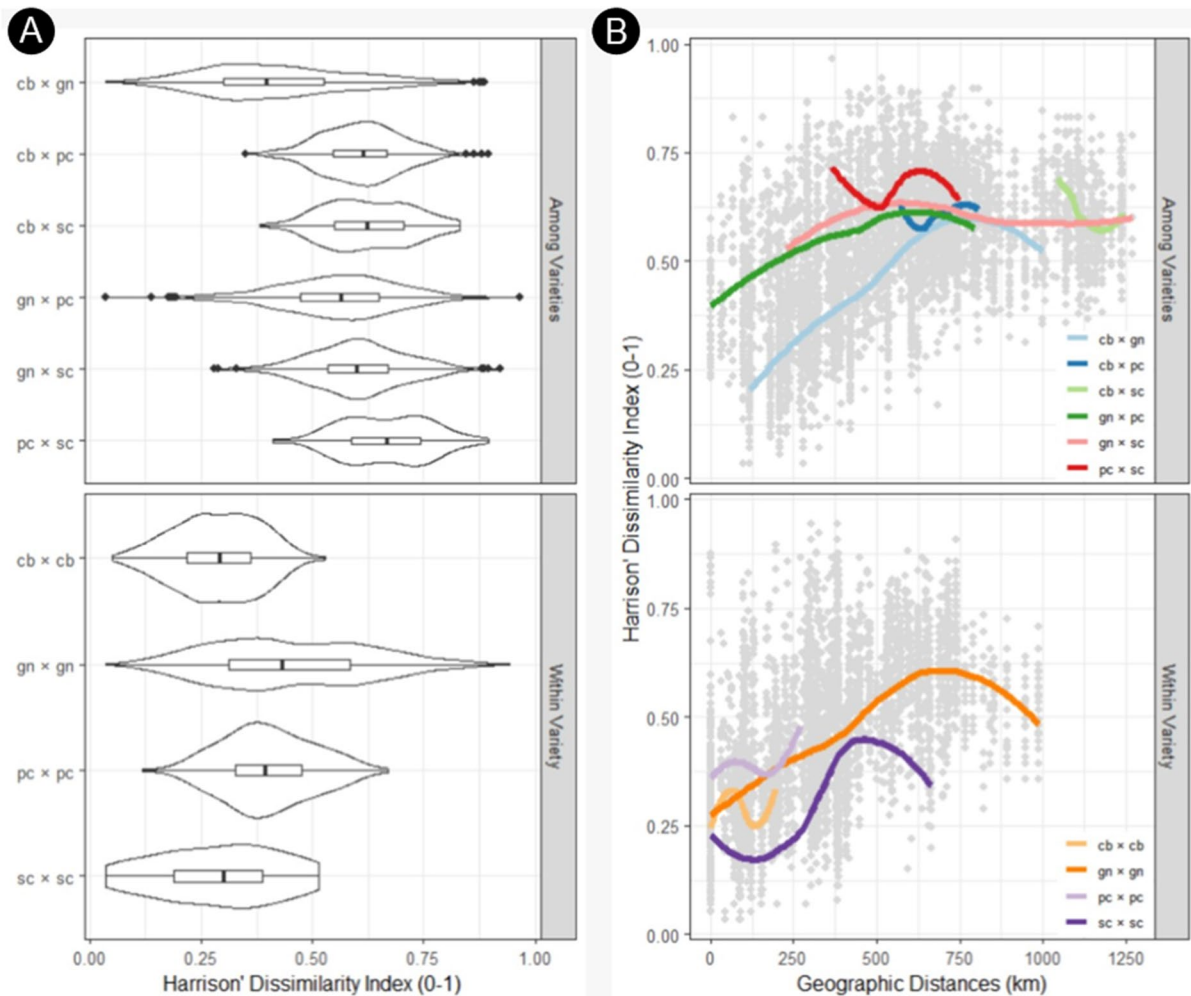 A
cb × gn
cb × pc
cb × sc
gn × pc
gn × sc
pc × sc
Among Varieties
cb × cb
gn × gn
pc × pc
sc × sc
Within Variety
0.00 0.25 0.50 0.75 1.00
Harrison' Dissimilarity Index (0-1)
B
Harrison' Dissimilarity Index (0-1)
1.00
0.75
0.50
0.25
0.00
cb × gn
cb × pc
cb × sc
gn × pc
gn × sc
pc × sc
Among Varieties
1.00
0.75
0.50
0.25
0.00
cb × cb
gn × gn
pc × pc
sc × sc
Within Variety
0 250 500 750 1000 1250
Geographic Distances (km)